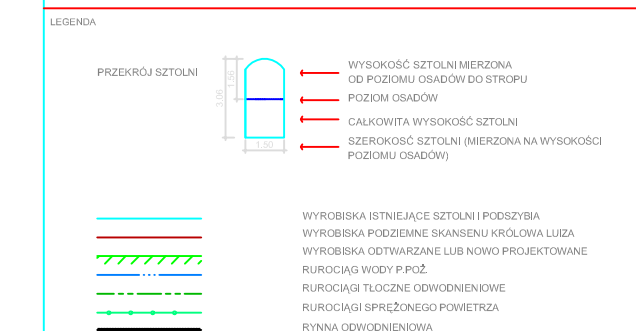 LEGENDA
PRZEKRÓJ SZTOLNI
3.06
1.56
1.50
WYSOKOŚĆ SZTOLNI MIERZONA
OD POZIOMU OSADÓW DO STROPU
POZIOM OSADÓW
CAŁKOWITA WYSOKOŚĆ SZTOLNI
SZEROKOSĆ SZTOLNI (MIERZONA NA WYSOKOŚCI
POZIOMU OSADÓW)
WYROBISKA ISTNIEJĄCE SZTOLNI I PODSZYBIA
WYROBISKA PODZIEMNE SKANSENU KRÓLOWA LUIZA
WYROBISKA ODTWARZANE LUB NOWO PROJEKTOWANE
RUROCIĄG WODY P.POŻ.
RUROCIĄGI TŁOCZNE ODWODNIENIOWE
RUROCIĄGI SPRĘŻONEGO POWIETRZA
RYNNA ODWODNIENIOWA